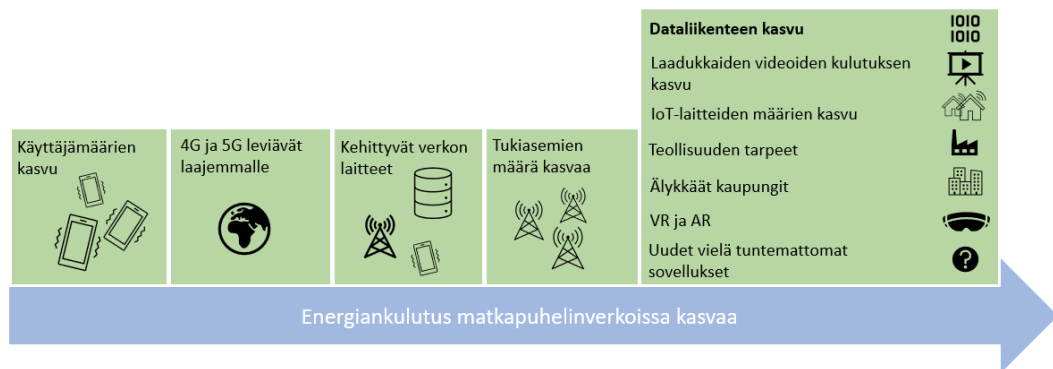 Käyttäjämäärien
kasvu
4G ja 5G leviävät
laajemmalle
Kehittyvät verkon
laitteet
Tukiasemien
määrä kasvaa
Dataliikenteen kasvu
1010
1010
Laadukkaiden videoiden kulutuksen
kasvu
IoT-laitteiden määrien kasvu
Teollisuuden tarpeet
Älykkäät kaupungit
VR ja AR
Uudet vielä tuntemattomat
sovellukset
?
Energiankulutus matkapuhelinverkoissa kasvaa